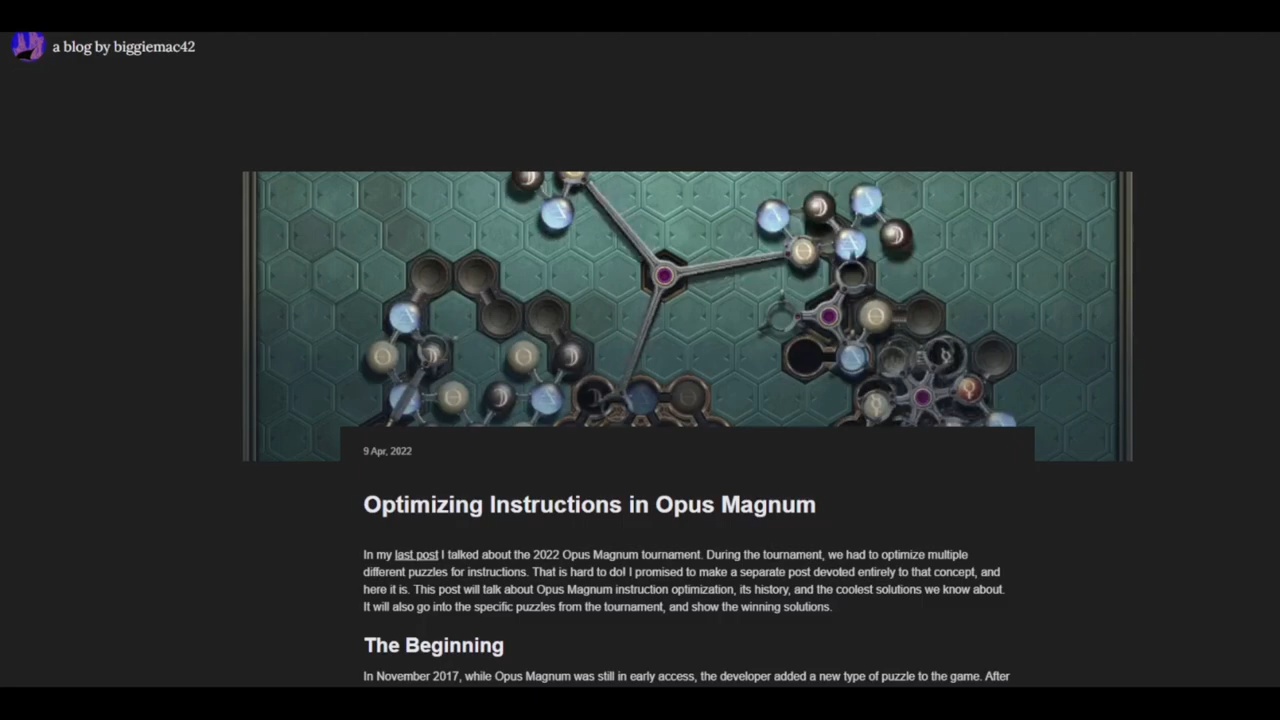 a blog by biggiemac42
9 Apr, 2022
Optimizing Instructions in Opus Magnum
In my last post I talked about the 2022 Opus Magnum tournament. During the tournament, we had to optimize multiple
different puzzles for instructions. That is hard to do! I promised to make a separate post devoted entirely to that concept, and
here it is. This post will talk about Opus Magnum instruction optimization, its history, and the coolest solutions we know about.
It will also go into the specific puzzles from the tournament, and show the winning solutions.
The Beginning
In November 2017, while Opus Magnum was still in early access, the developer added a new type of puzzle to the game. After